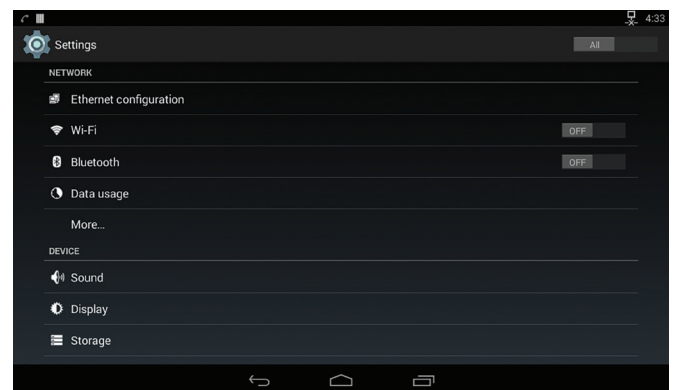 4:33
Settings
All
NETWORK
Ethernet configuration
Wi-Fi
OFF
Bluetooth
OFF
Data usage
More...
DEVICE
Sound
Display
Storage